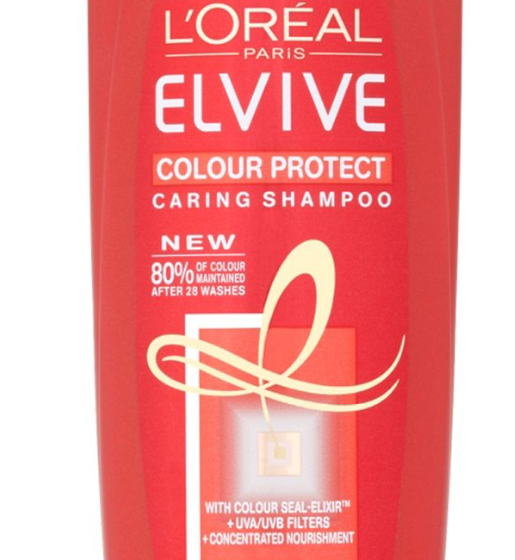 L'ORÉAL
PARIS
ELVIVE
COLOUR PROTECT
CARING SHAMPOO
NEW
80% OF COLOUR
MAINTAINED
AFTER 28 WASHES
WITH COLOUR SEAL-ELIXIR™
+ UVA/UVB FILTERS
+ CONCENTRATED NOURISHMENT